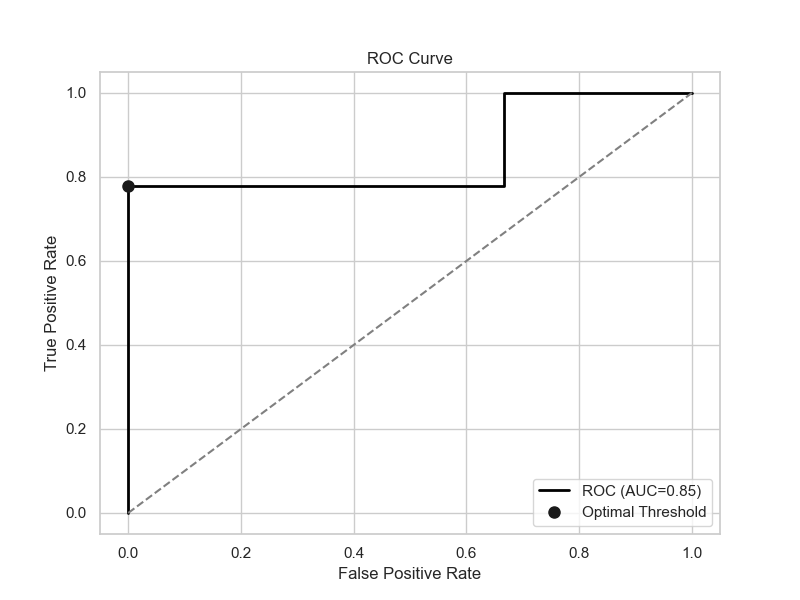 ROC Curve
1.0
0.8
0.6
0.4
0.2
0.0
True Positive Rate
0.0 0.2 0.4 0.6 0.8 1.0
False Positive Rate
ROC (AUC=0.85)
Optimal Threshold